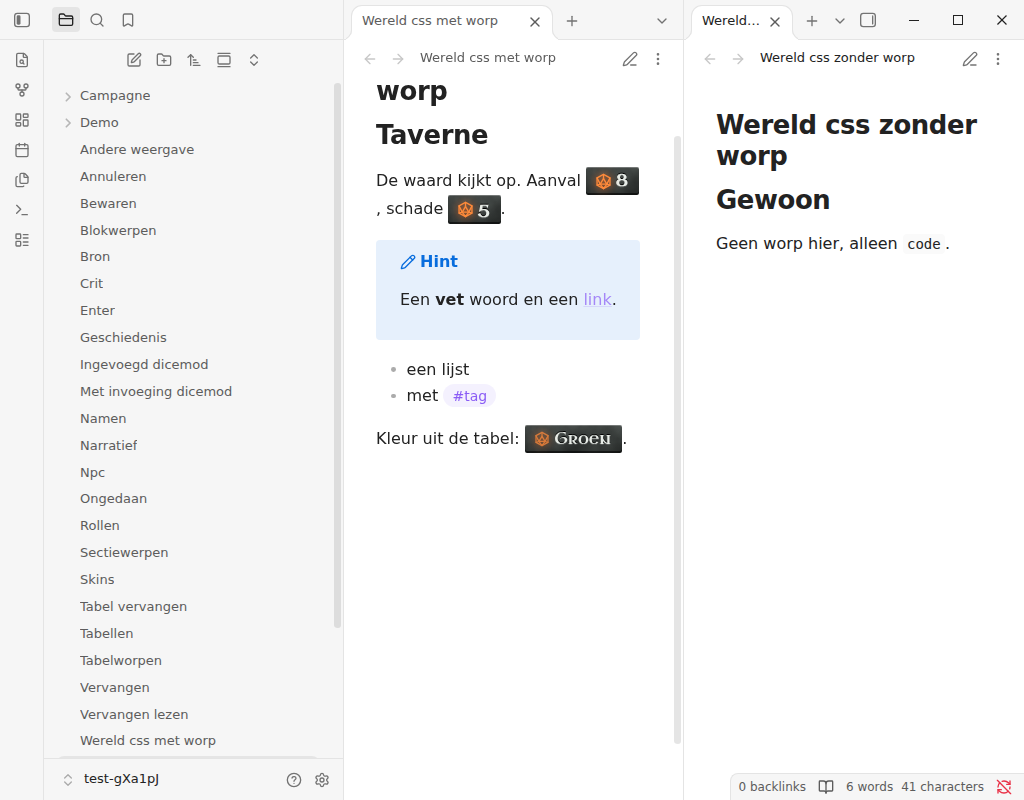 Wereld css met worp
Wereld...
Wereld css met worp
Wereld css zonder worp
Campagne
Demo
Andere weergave
Annuleren
Bewaren
Blokwerpen
Bron
Crit
Enter
Geschiedenis
Ingevoegd dicemod
Met invoeging dicemod
Namen
Narratief
Npc
Ongedaan
Rollen
Sectiewerpen
Skins
Tabel vervangen
Tabellen
Tabelworpen
Vervangen
Vervangen lezen
Wereld css met worp
test-gXa1pJ
worp
Taverne
De waard kijkt op. Aanval 8
, schade 5.
Hint
Een vet woord en een link.
een lijst
met #tag
Kleur uit de tabel: Groen.
Wereld css zonder
worp
Gewoon
Geen worp hier, alleen code.
0 backlinks 6 words 41 characters